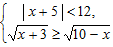 |x + 5| < 12,
√x + 3 ≥ √10 − x